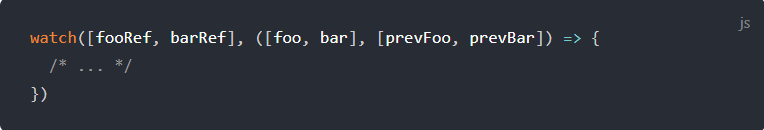 js
watch([fooRef, barRef], ([foo, bar], [prevFoo, prevBar]) => {
  /* ... */
})